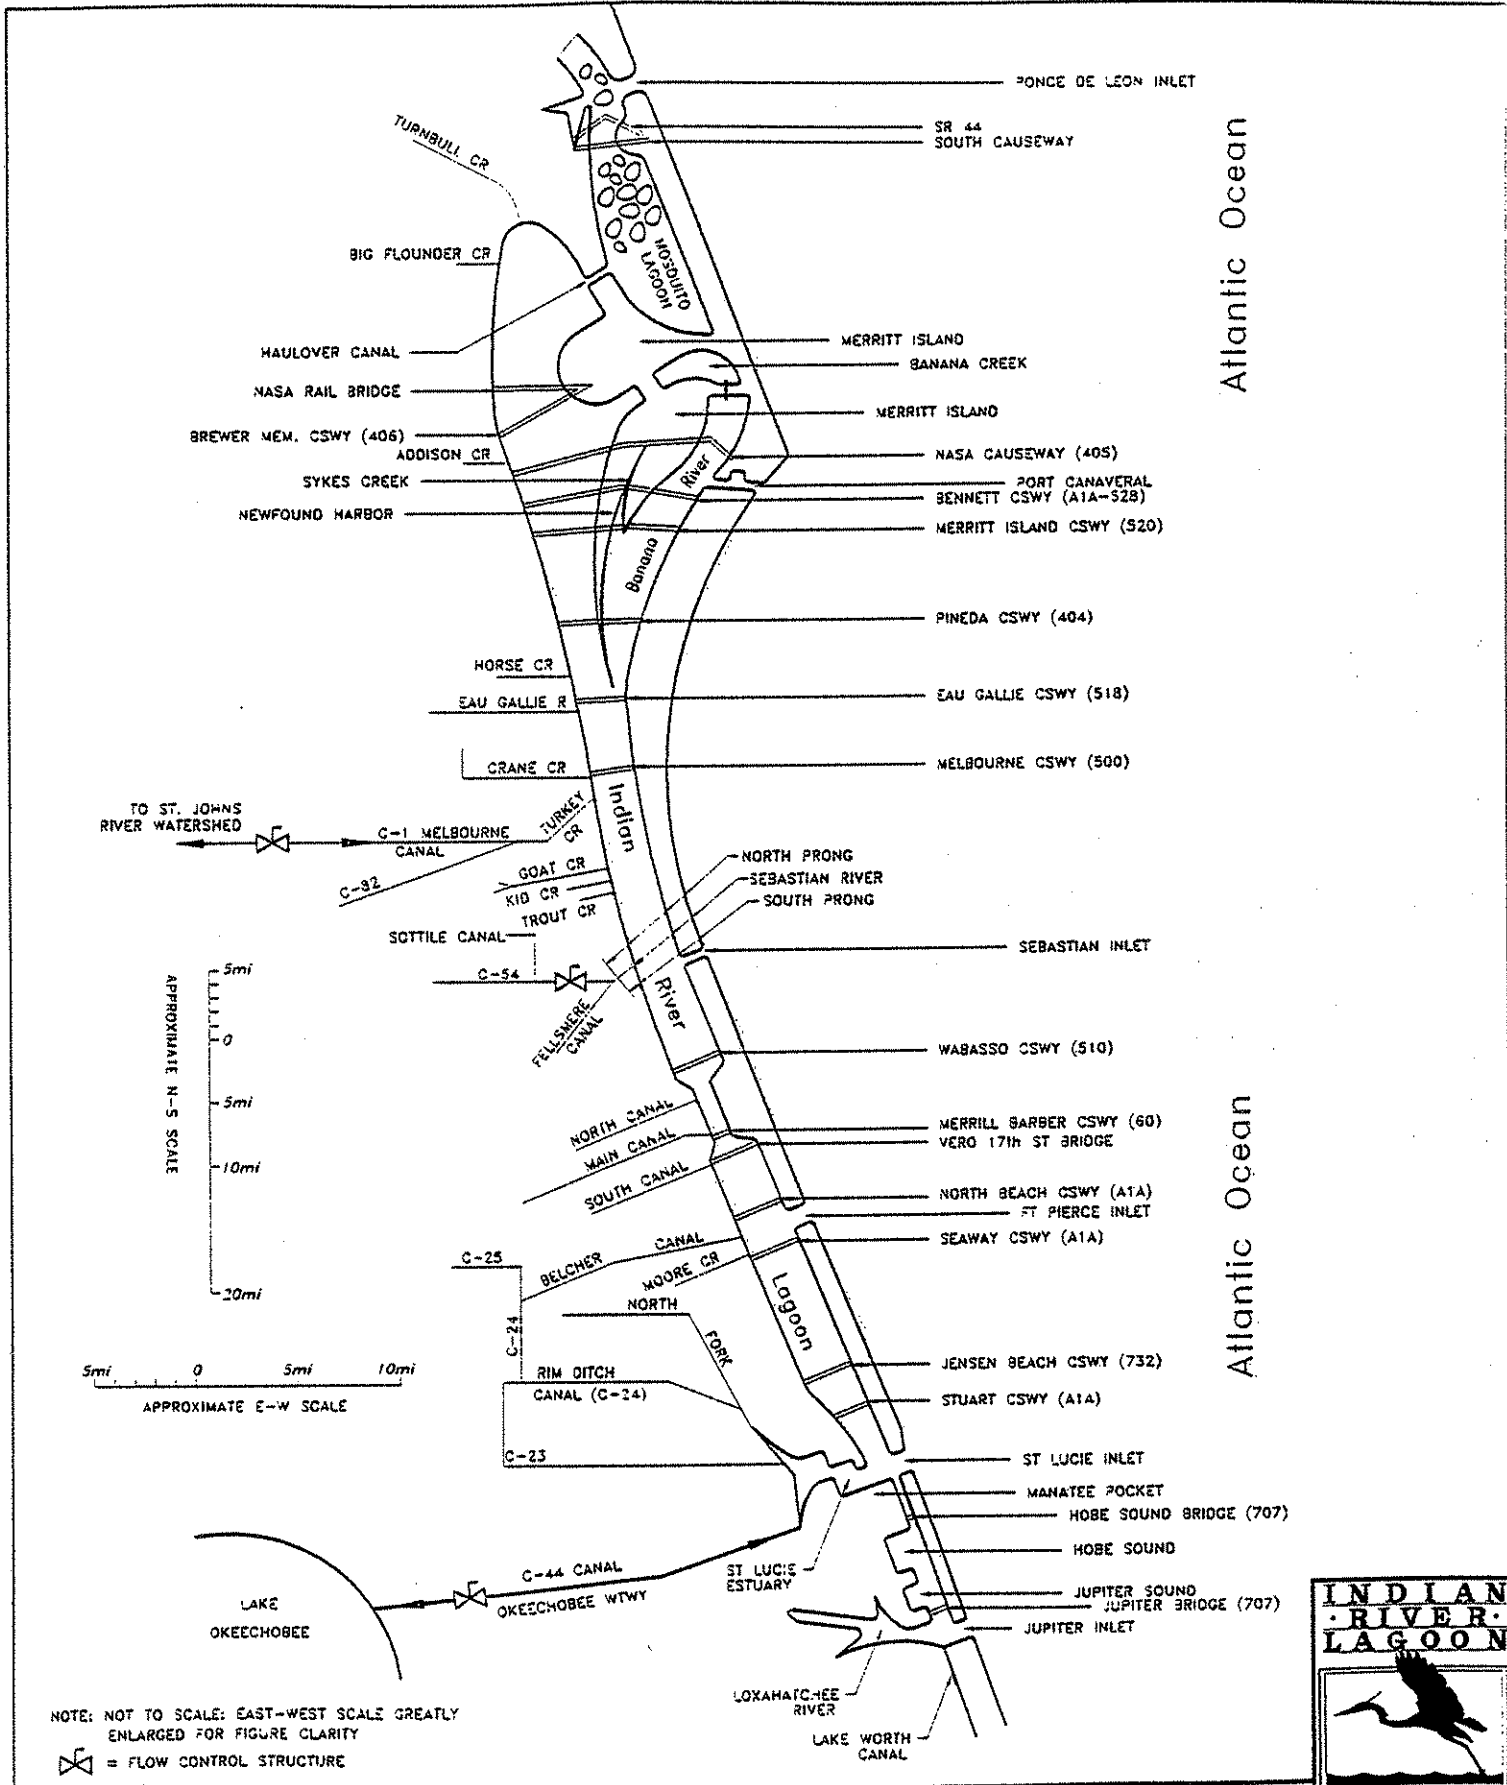 PONCE DE LEON INLET
SR 44
SOUTH CAUSEWAY
TURNBULL CR
Atlantic Ocean
BIG FLOUNDER CR
MOSQUITO
LAGOON
HAULOVER CANAL
MERRITT ISLAND
BANANA CREEK
NASA RAIL BRIDGE
MERRITT ISLAND
BREWER MEM. CSWY (406)
ADDISON CR
NASA CAUSEWAY (405)
SYKES CREEK
River
PORT CANAVERAL
BENNETT CSWY (A1A-528)
NEWFOUND HARBOR
MERRITT ISLAND CSWY (520)
Banana
PINEDA CSWY (404)
HORSE CR
EAU GALLIE R
EAU GALLIE CSWY (518)
CRANE CR
MELBOURNE CSWY (500)
Indian
TO ST. JOHNS
RIVER WATERSHED
C-1 MELBOURNE
CANAL
TURKEY
CR
C-82
GOAT CR
KID CR
TROUT CR
NORTH PRONG
SEBASTIAN RIVER
SOUTH PRONG
SOTTILE CANAL
SEBASTIAN INLET
C-54
River
FELLSMERE
CANAL
APPROXIMATE N-S SCALE
5mi
0
5mi
10mi
20mi
WABASSO CSWY (510)
NORTH CANAL
MAIN CANAL
SOUTH CANAL
MERRILL BARBER CSWY (60)
VERO 17th ST BRIDGE
Atlantic Ocean
NORTH BEACH CSWY (A1A)
FT PIERCE INLET
SEAWAY CSWY (A1A)
C-25
BELCHER CANAL
MOORE CR
Lagoon
NORTH
FORK
C-24
JENSEN BEACH CSWY (732)
RIM DITCH
CANAL (C-24)
STUART CSWY (A1A)
5mi 0 5mi 10mi
APPROXIMATE E-W SCALE
C-23
ST LUCIE INLET
MANATEE POCKET
HOBE SOUND BRIDGE (707)
HOBE SOUND
C-44 CANAL
OKEECHOBEE WTWY
ST LUCIE
ESTUARY
JUPITER SOUND
JUPITER BRIDGE (707)
JUPITER INLET
LAKE
OKEECHOBEE
LOXAHATCHEE
RIVER
LAKE WORTH
CANAL
NOTE: NOT TO SCALE: EAST-WEST SCALE GREATLY
ENLARGED FOR FIGURE CLARITY
= FLOW CONTROL STRUCTURE
INDIAN
·RIVER·
LAGOON